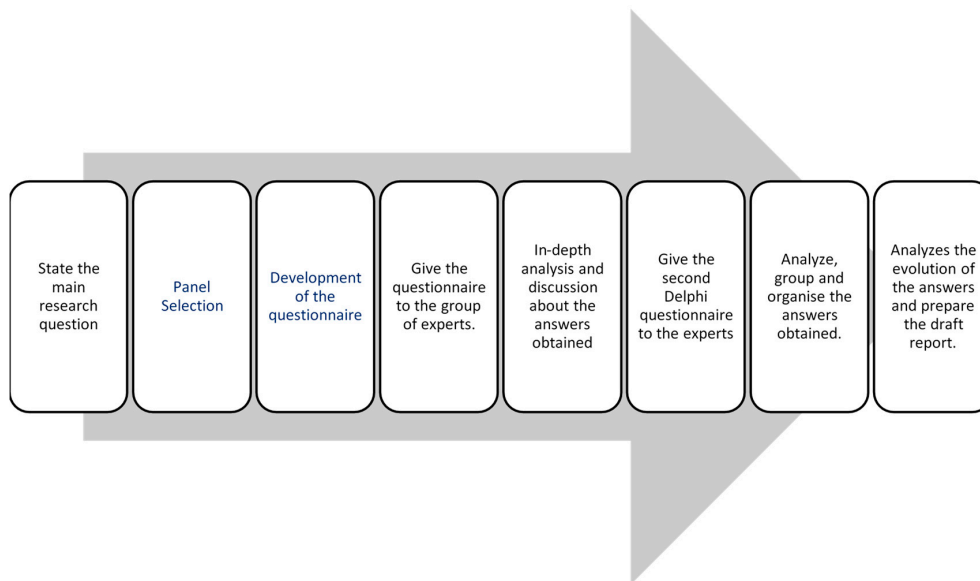 State the
main
research
question
Panel
Selection
Development
of the
questionnaire
Give the
questionnaire
to the group
of experts.
In-depth
analysis and
discussion
about the
answers
obtained
Give the
second
Delphi
questionnaire
to the experts
Analyze,
group and
organise the
answers
obtained.
Analyzes the
evolution of
the answers
and prepare
the draft
report.